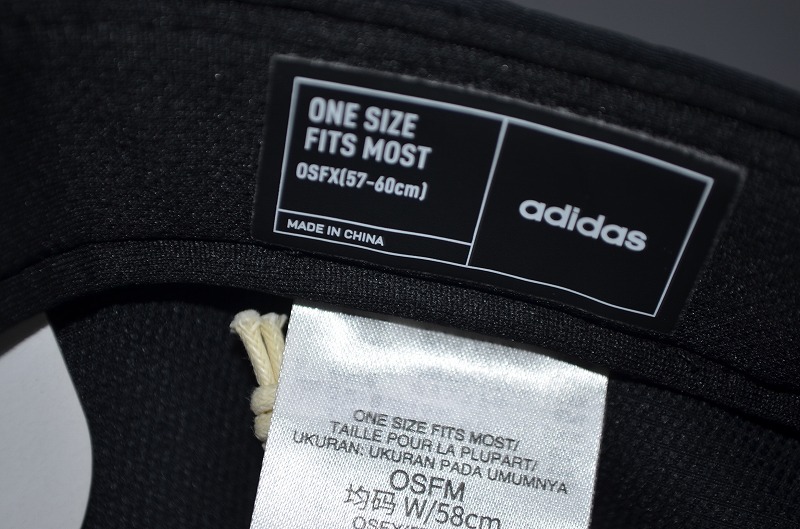 ONE SIZE
FITS MOST
OSFX(57-60cm)
MADE IN CHINA
adidas
ONE SIZE FITS MOST/
TAILLE POUR LA PLUPART/
UKURAN: UKURAN PADA UMUMNYA
OSFM
均码 W/58cm